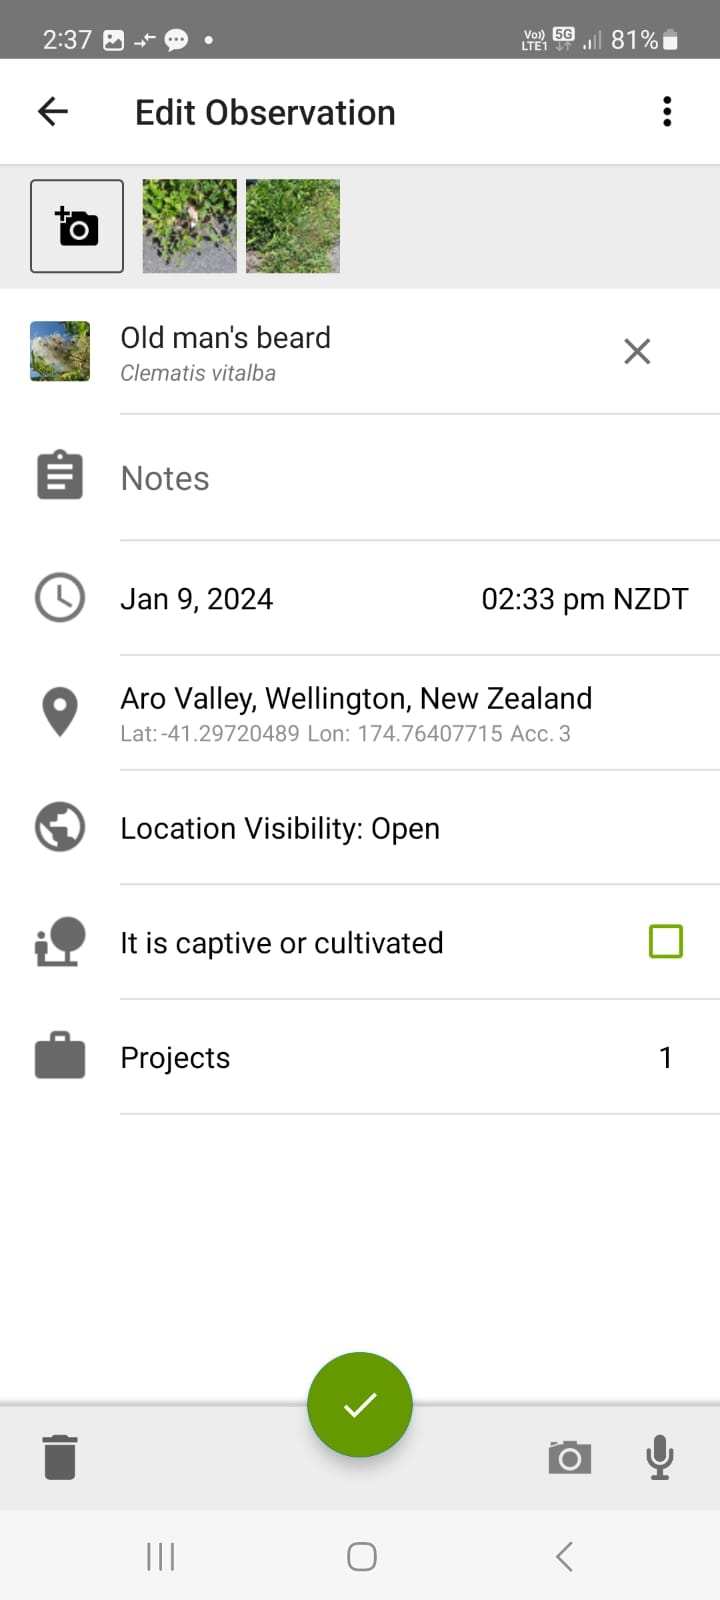 2:37
Vo)) LTE1 5G 81%
Edit Observation
Old man's beard
Clematis vitalba
Notes
Jan 9, 2024 02:33 pm NZDT
Aro Valley, Wellington, New Zealand
Lat:-41.29720489 Lon: 174.76407715 Acc. 3
Location Visibility: Open
It is captive or cultivated
Projects 1